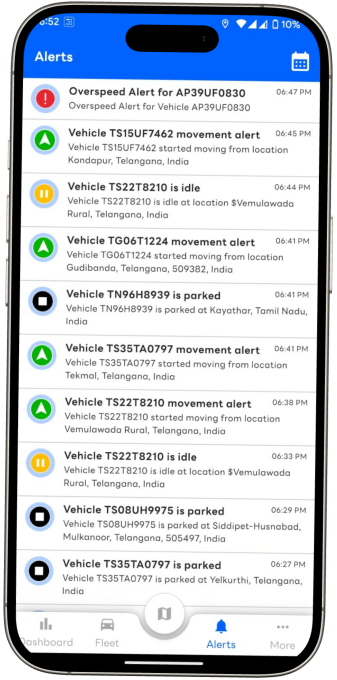 6:52
10%
Alerts
Overspeed Alert for AP39UF0830 06:47 PM
Overspeed Alert for Vehicle AP39UF0830
Vehicle TS15UF7462 movement alert 06:45 PM
Vehicle TS15UF7462 started moving from location
Kondapur, Telangana, India
Vehicle TS22T8210 is idle 06:44 PM
Vehicle TS22T8210 is idle at location $Vemulawada
Rural, Telangana, India
Vehicle TG06T1224 movement alert 06:41 PM
Vehicle TG06T1224 started moving from location
Gudibanda, Telangana, 509382, India
Vehicle TN96H8939 is parked 06:41 PM
Vehicle TN96H8939 is parked at Kayathar, Tamil Nadu,
India
Vehicle TS35TA0797 movement alert 06:41 PM
Vehicle TS35TA0797 started moving from location
Tekmal, Telangana, India
Vehicle TS22T8210 movement alert 06:38 PM
Vehicle TS22T8210 started moving from location
Vemulawada Rural, Telangana, India
Vehicle TS22T8210 is idle 06:33 PM
Vehicle TS22T8210 is idle at location $Vemulawada
Rural, Telangana, India
Vehicle TS08UH9975 is parked 06:29 PM
Vehicle TS08UH9975 is parked at Siddipet-Husnabad,
Mulkanoor, Telangana, 505497, India
Vehicle TS35TA0797 is parked 06:27 PM
Vehicle TS35TA0797 is parked at Yelkurthi, Telangana,
India
Dashboard Fleet Alerts More